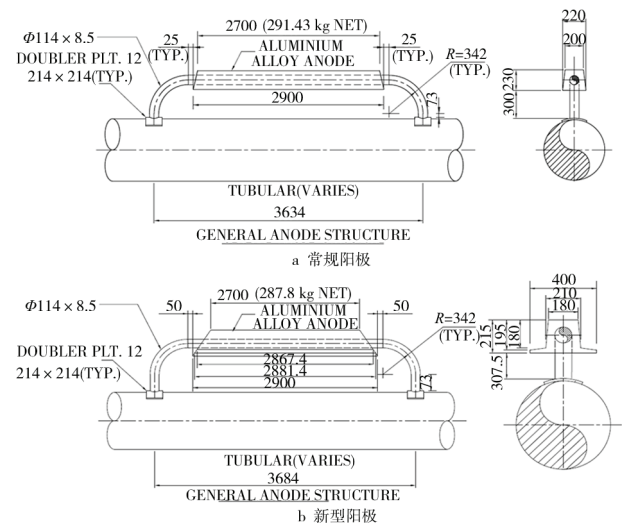 2700 (291.43 kg NET)
Φ114×8.5
25
(TYP.)
ALUMINIUM
ALLOY ANODE
25
(TYP.)
R=342
(TYP.)
DOUBLER PLT. 12
214×214(TYP.)
2900
73
TUBULAR(VARIES)
3634
GENERAL ANODE STRUCTURE
220
200
230
300
a 常规阳极
2700 (287.8 kg NET)
Φ114×8.5
50
ALUMINIUM
ALLOY ANODE
50
R=342
(TYP.)
DOUBLER PLT. 12
214×214(TYP.)
2867.4
2881.4
2900
73
TUBULAR(VARIES)
3684
GENERAL ANODE STRUCTURE
400
210
180
215
195
180
307.5
b 新型阳极